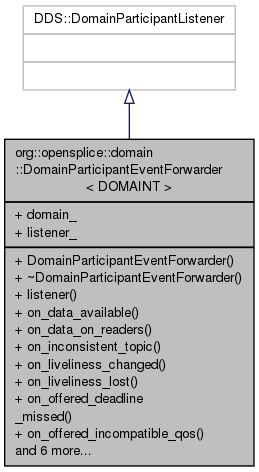 DDS::DomainParticipantListener
org::opensplice::domain
::DomainParticipantEventForwarder
< DOMAINT >
+ domain_
+ listener_
+ DomainParticipantEventForwarder()
+ ~DomainParticipantEventForwarder()
+ listener()
+ on_data_available()
+ on_data_on_readers()
+ on_inconsistent_topic()
+ on_liveliness_changed()
+ on_liveliness_lost()
+ on_offered_deadline
_missed()
+ on_offered_incompatible_qos()
and 6 more...